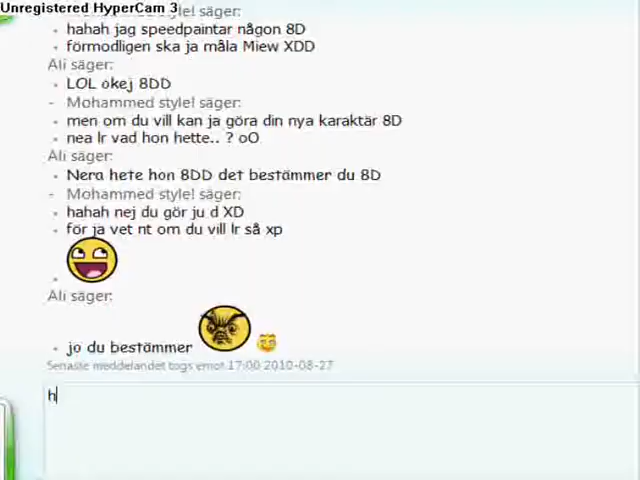 Unregistered HyperCam 3
style! säger:
hahah jag speedpaintar någon 8D
förmodligen ska ja måla Miew XDD
Ali säger:
LOL okej 8DD
- Mohammed style! säger:
men om du vill kan ja göra din nya karaktär 8D
nea lr vad hon hette.. ? oO
Ali säger:
Nera hete hon 8DD det bestämmer du 8D
- Mohammed style! säger:
hahah nej du gör ju d XD
för ja vet nt om du vill lr så xp
Ali säger:
jo du bestämmer
Senaste meddelandet togs emot 17:00 2010-08-27
h